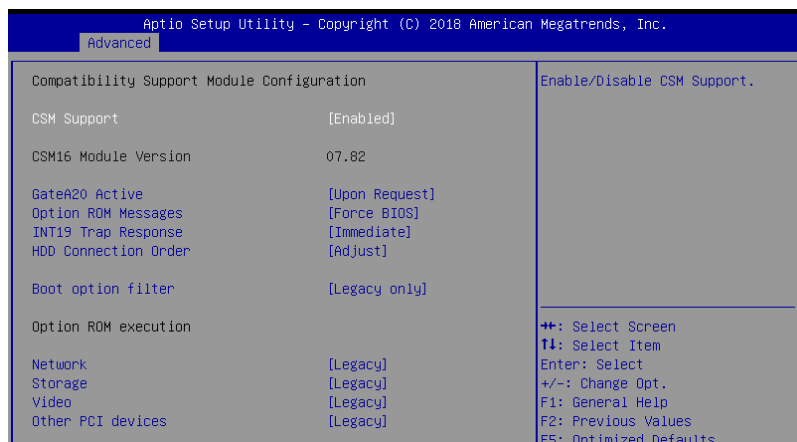 Aptio Setup Utility – Copyright (C) 2018 American Megatrends, Inc.
Advanced
Compatibility Support Module Configuration
CSM Support [Enabled]
CSM16 Module Version 07.82
GateA20 Active [Upon Request]
Option ROM Messages [Force BIOS]
INT19 Trap Response [Immediate]
HDD Connection Order [Adjust]
Boot option filter [Legacy only]
Option ROM execution
Network [Legacy]
Storage [Legacy]
Video [Legacy]
Other PCI devices [Legacy]
Enable/Disable CSM Support.
→←: Select Screen
↑↓: Select Item
Enter: Select
+/-: Change Opt.
F1: General Help
F2: Previous Values
F5: Optimized Defaults